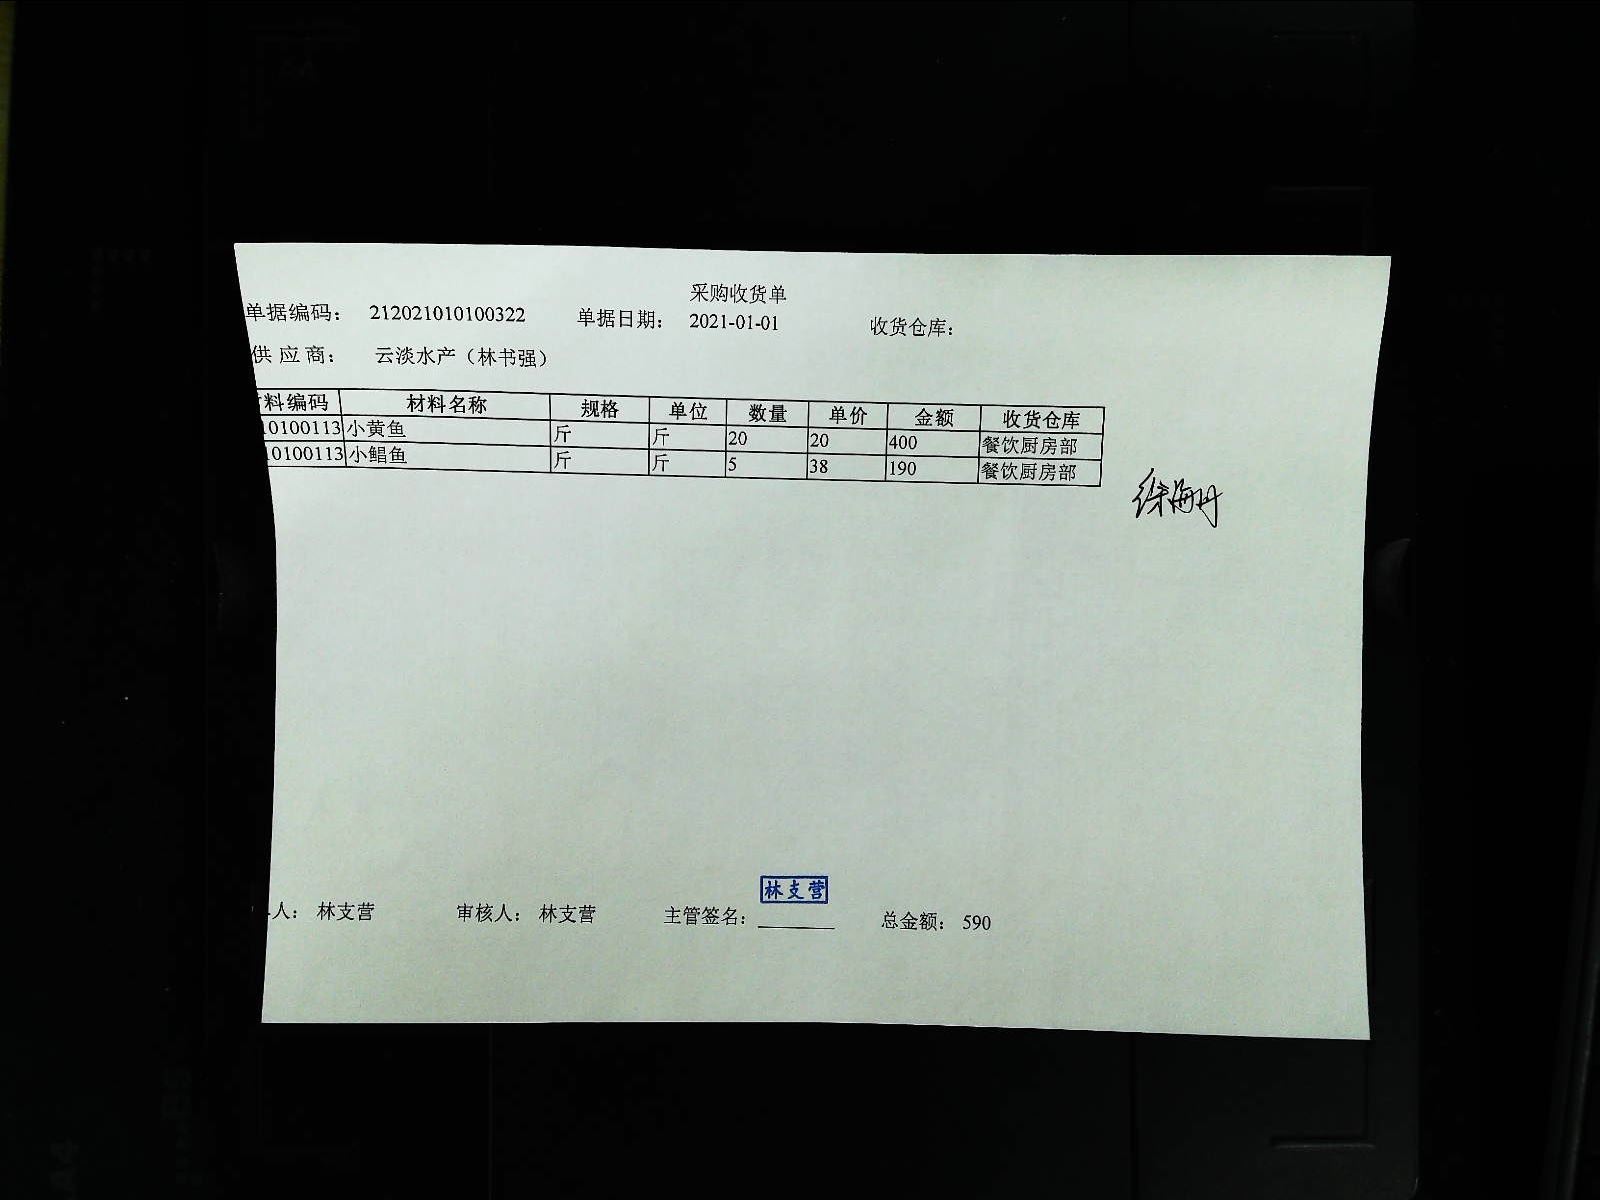 采购收货单
单据编码： 212021010100322 单据日期： 2021-01-01 收货仓库：
供应商： 云淡水产（林书强）
料编码 材料名称 规格 单位 数量 单价 金额 收货仓库
10100113 小黄鱼 斤 斤 20 20 400 餐饮厨房部
10100113 小鲳鱼 斤 斤 5 38 190 餐饮厨房部
徐海丹
林支营
人： 林支营 审核人： 林支营 主管签名： 总金额： 590